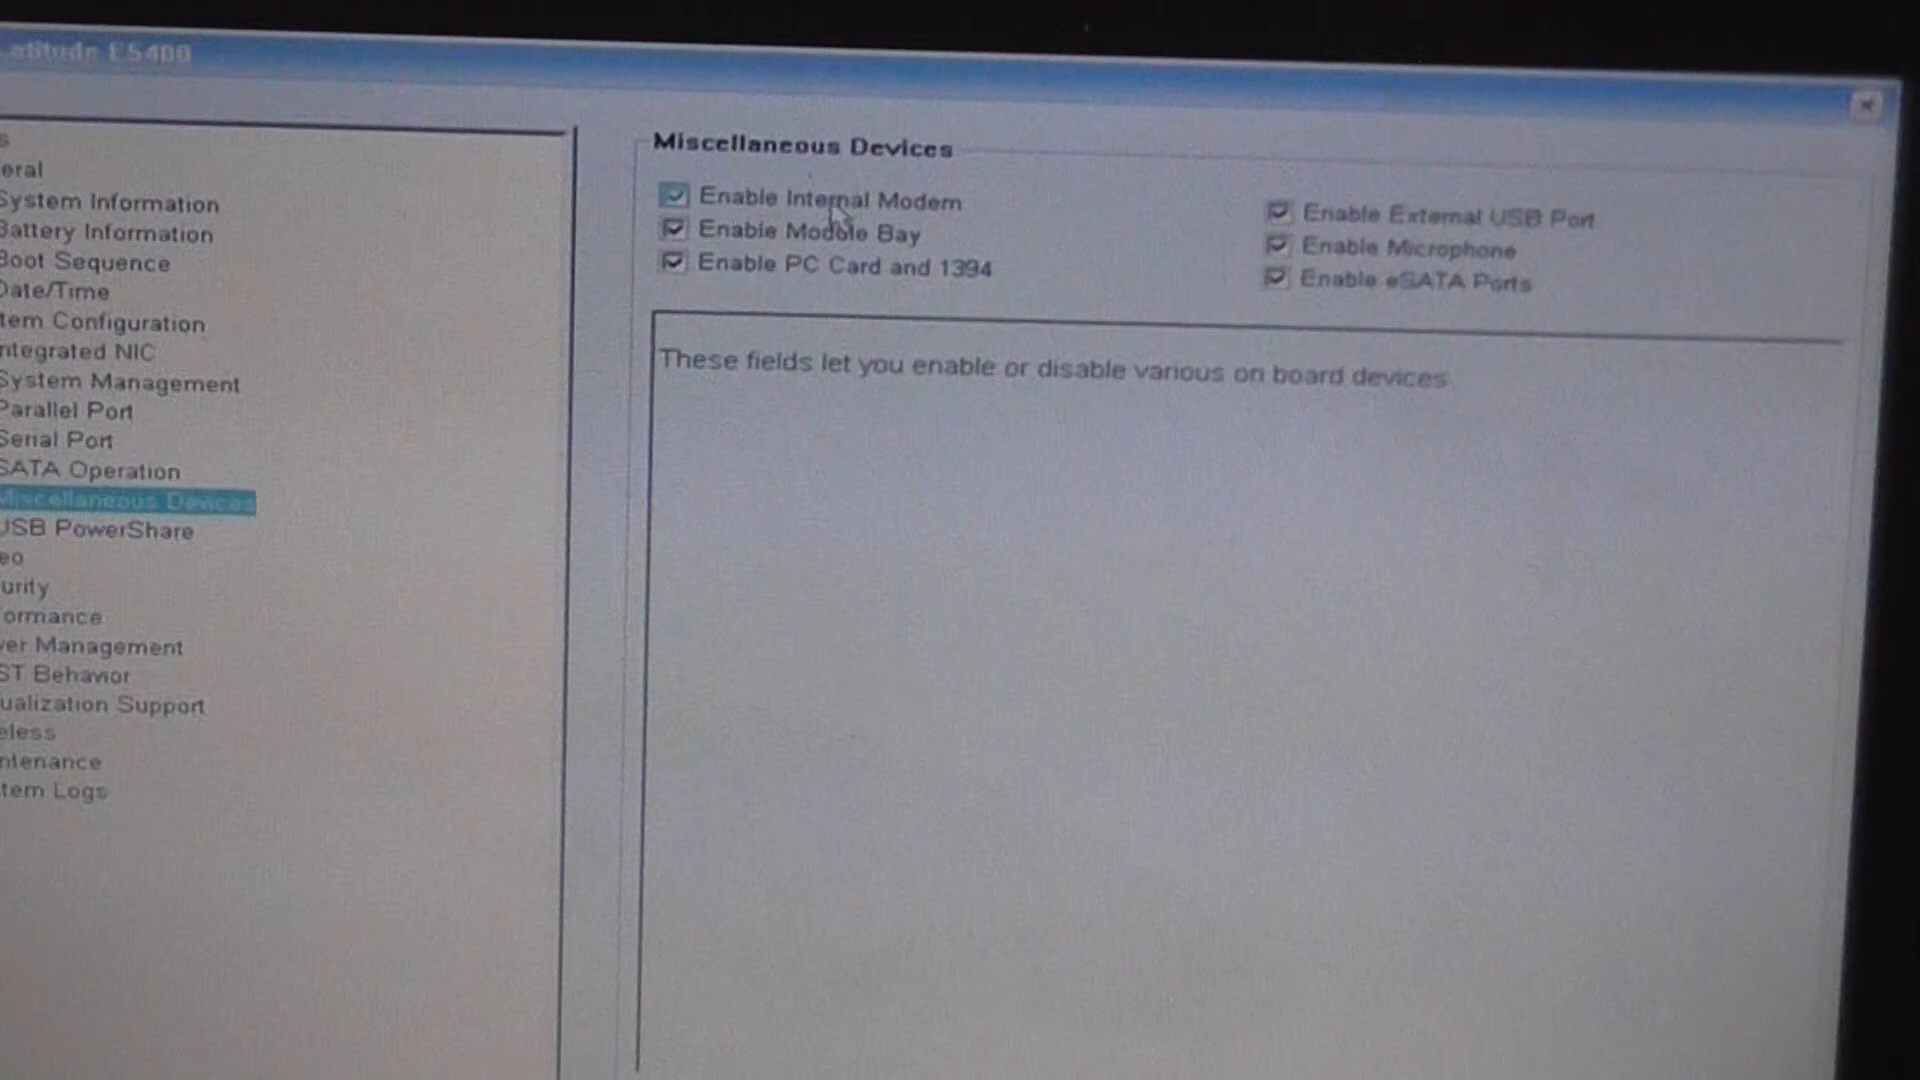 Latitude E5400
s
eral
System Information
Battery Information
Boot Sequence
Date/Time
tem Configuration
ntegrated NIC
System Management
Parallel Port
Serial Port
SATA Operation
Miscellaneous Devices
USB PowerShare
eo
urity
ormance
er Management
ST Behavior
ualization Support
eless
ntenance
tem Logs
Miscellaneous Devices
Enable Internal Modem
Enable Module Bay
Enable PC Card and 1394
Enable External USB Port
Enable Microphone
Enable eSATA Ports
These fields let you enable or disable various on board devices